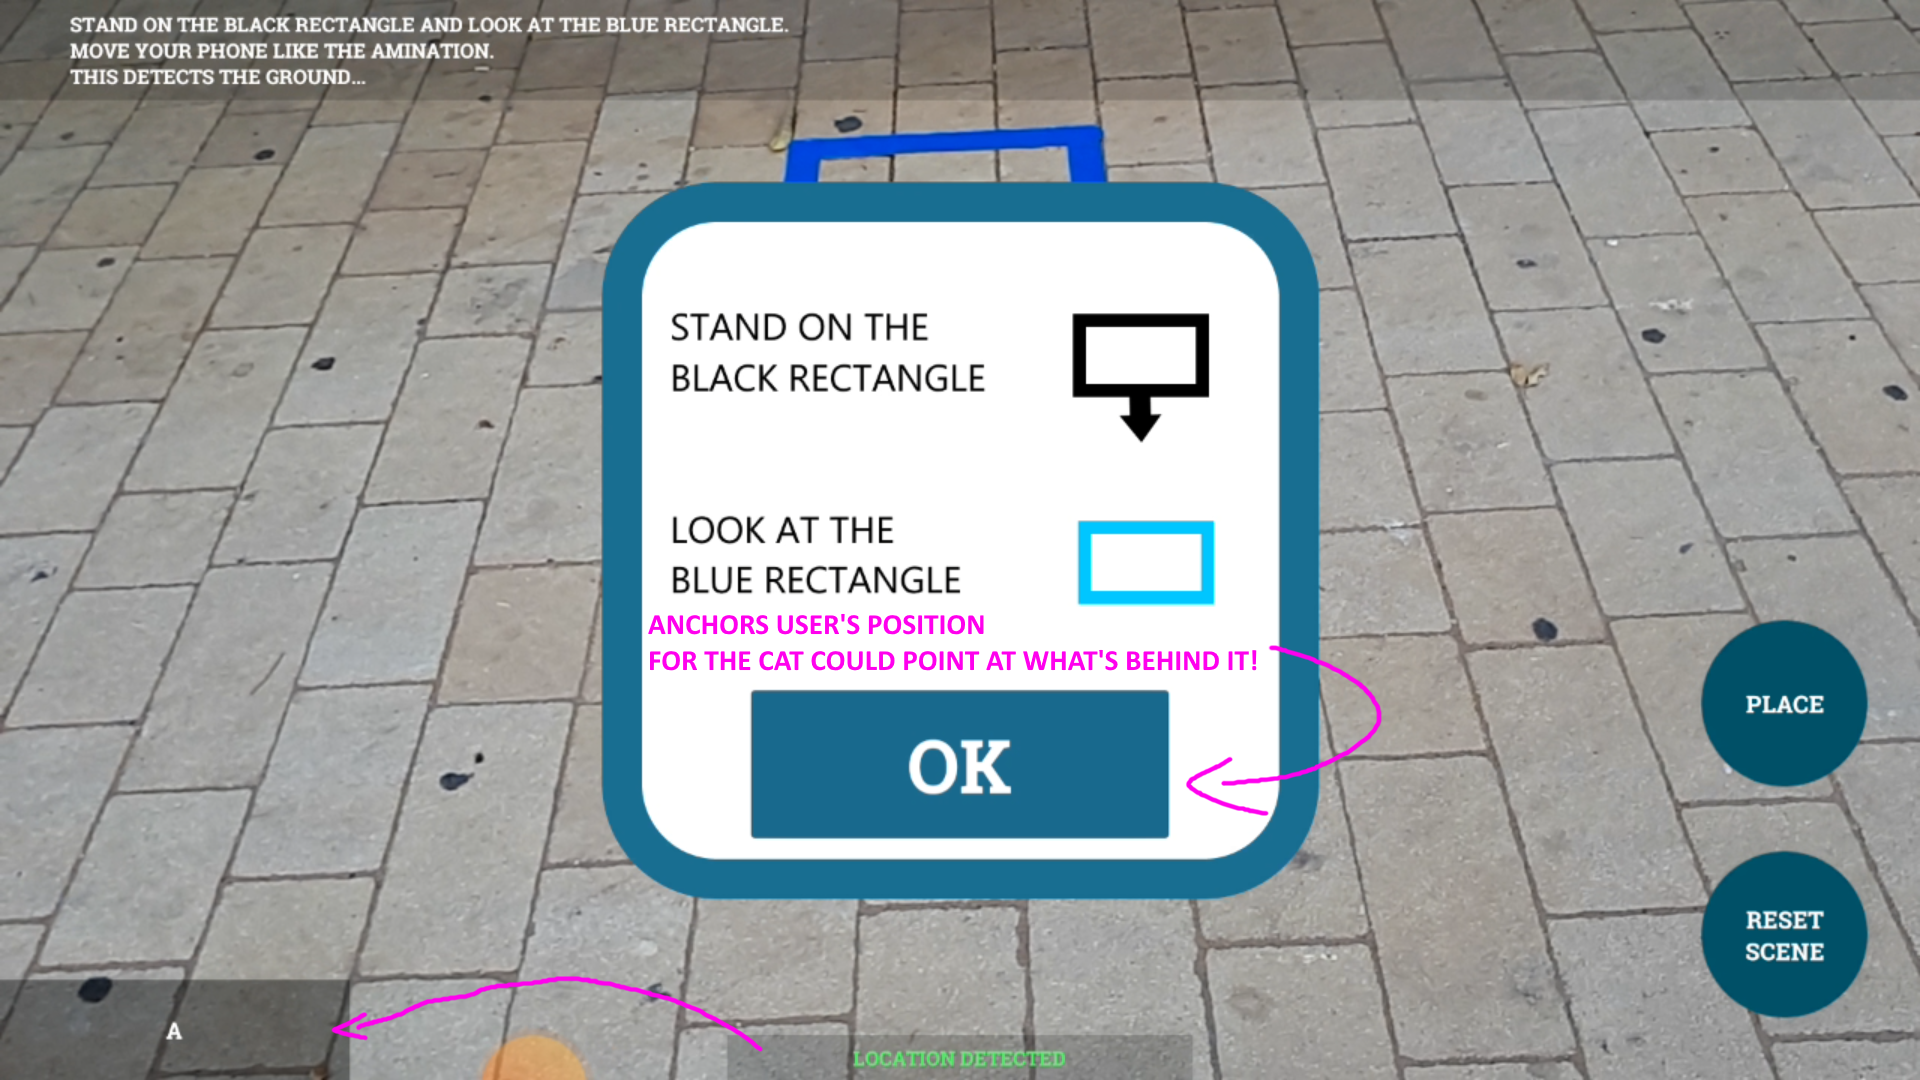 STAND ON THE BLACK RECTANGLE AND LOOK AT THE BLUE RECTANGLE.
MOVE YOUR PHONE LIKE THE AMINATION.
THIS DETECTS THE GROUND...
STAND ON THE
BLACK RECTANGLE
LOOK AT THE
BLUE RECTANGLE
ANCHORS USER'S POSITION
FOR THE CAT COULD POINT AT WHAT'S BEHIND IT!
OK
PLACE
RESET
SCENE
A
LOCATION DETECTED